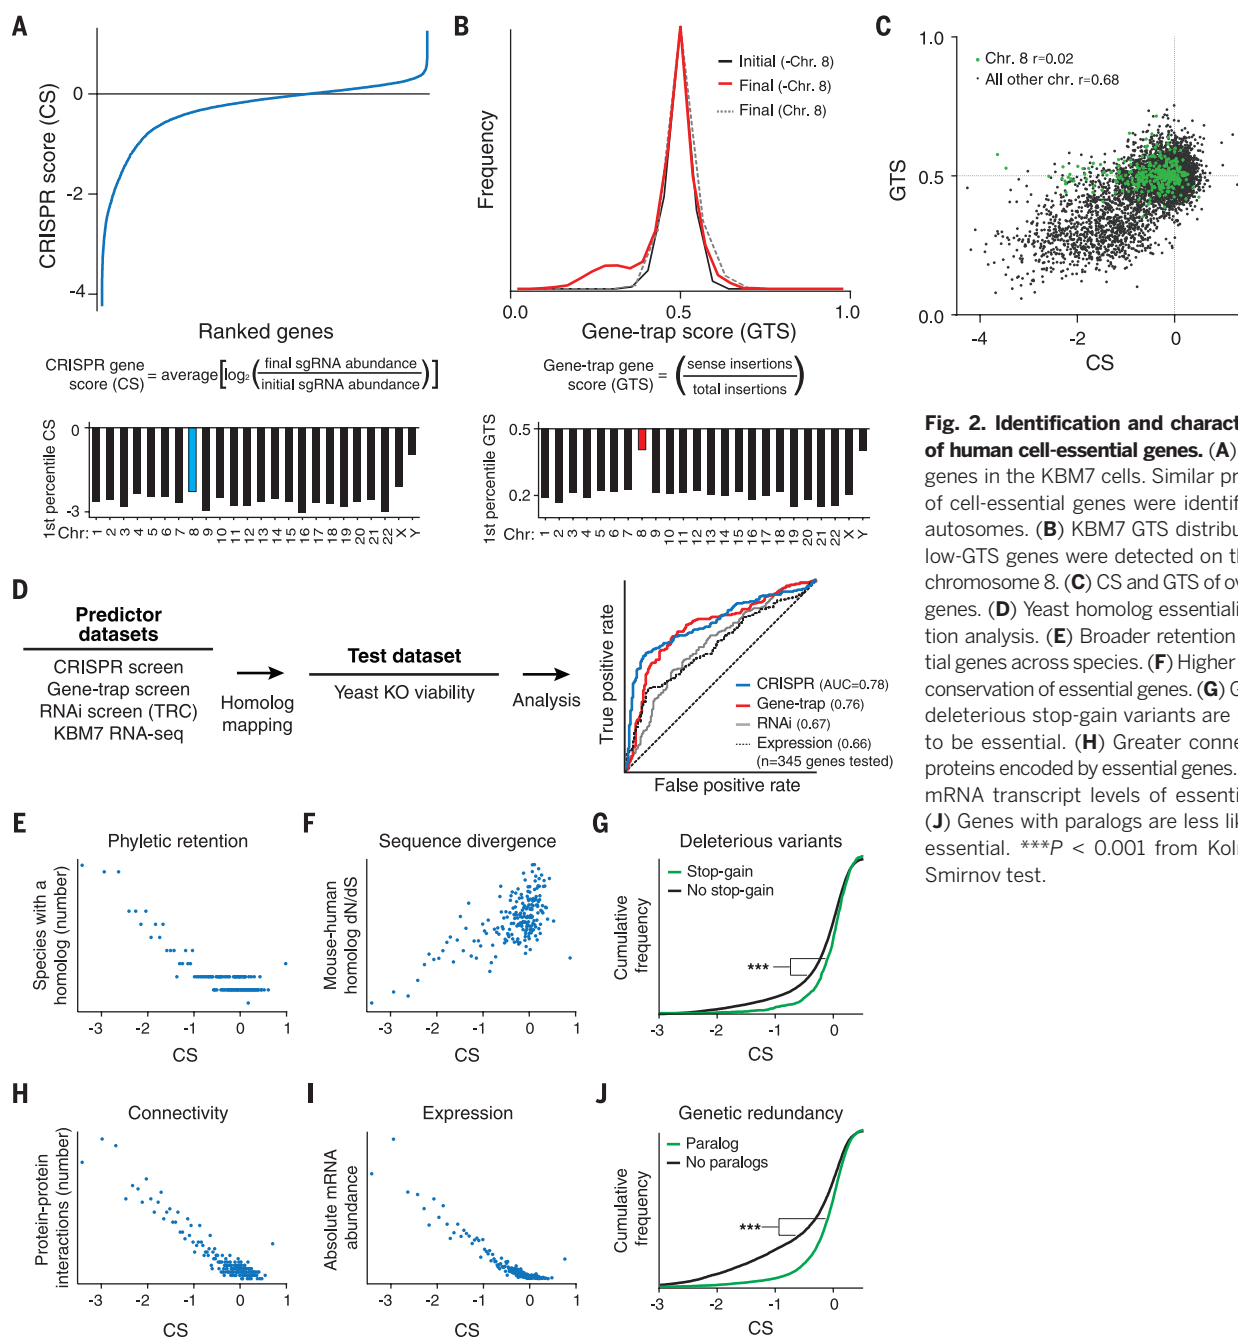 A
CRISPR score (CS)
0
-2
-4
Ranked genes
CRISPR gene score (CS) = average [log2 (final sgRNA abundance / initial sgRNA abundance)]
1st percentile CS
0
-3
Chr: 1 2 3 4 5 6 7 8 9 10 11 12 13 14 15 16 17 18 19 20 21 22 X Y
B
Frequency
Initial (-Chr. 8)
Final (-Chr. 8)
Final (Chr. 8)
0.0 0.5 1.0
Gene-trap score (GTS)
Gene-trap gene score (GTS) = (sense insertions / total insertions)
1st percentile GTS
0.5
0.2
Chr: 1 2 3 4 5 6 7 8 9 10 11 12 13 14 15 16 17 18 19 20 21 22 X Y
C
GTS
1.0
0.5
0.0
Chr. 8 r=0.02
All other chr. r=0.68
-4 -2 0
CS
Fig. 2. Identification and charact
of human cell-essential genes. (A)
genes in the KBM7 cells. Similar pr
of cell-essential genes were identif
autosomes. (B) KBM7 GTS distribu
low-GTS genes were detected on th
chromosome 8. (C) CS and GTS of ov
genes. (D) Yeast homolog essentiali
tion analysis. (E) Broader retention
tial genes across species. (F) Higher
conservation of essential genes. (G) G
deleterious stop-gain variants are
to be essential. (H) Greater conne
proteins encoded by essential genes.
mRNA transcript levels of essenti
(J) Genes with paralogs are less lik
essential. ***P < 0.001 from Kol
Smirnov test.
D
Predictor
datasets
CRISPR screen
Gene-trap screen
RNAi screen (TRC)
KBM7 RNA-seq
Homolog
mapping
Test dataset
Yeast KO viability
Analysis
True positive rate
CRISPR (AUC=0.78)
Gene-trap (0.76)
RNAi (0.67)
Expression (0.66)
(n=345 genes tested)
False positive rate
E
Phyletic retention
Species with a
homolog (number)
-3 -2 -1 0 1
CS
F
Sequence divergence
Mouse-human
homolog dN/dS
-3 -2 -1 0 1
CS
G
Deleterious variants
Stop-gain
No stop-gain
Cumulative
frequency
***
-3 -2 -1 0
CS
H
Connectivity
Protein-protein
interactions (number)
-3 -2 -1 0 1
CS
I
Expression
Absolute mRNA
abundance
-3 -2 -1 0 1
CS
J
Genetic redundancy
Paralog
No paralogs
Cumulative
frequency
***
-3 -2 -1 0
CS